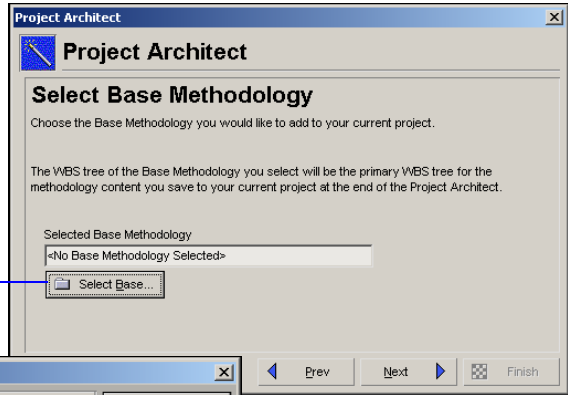 Project Architect
Project Architect
Select Base Methodology
Choose the Base Methodology you would like to add to your current project.
The WBS tree of the Base Methodology you select will be the primary WBS tree for the
methodology content you save to your current project at the end of the Project Architect.
Selected Base Methodology
<No Base Methodology Selected>
Select Base...
Prev Next Finish